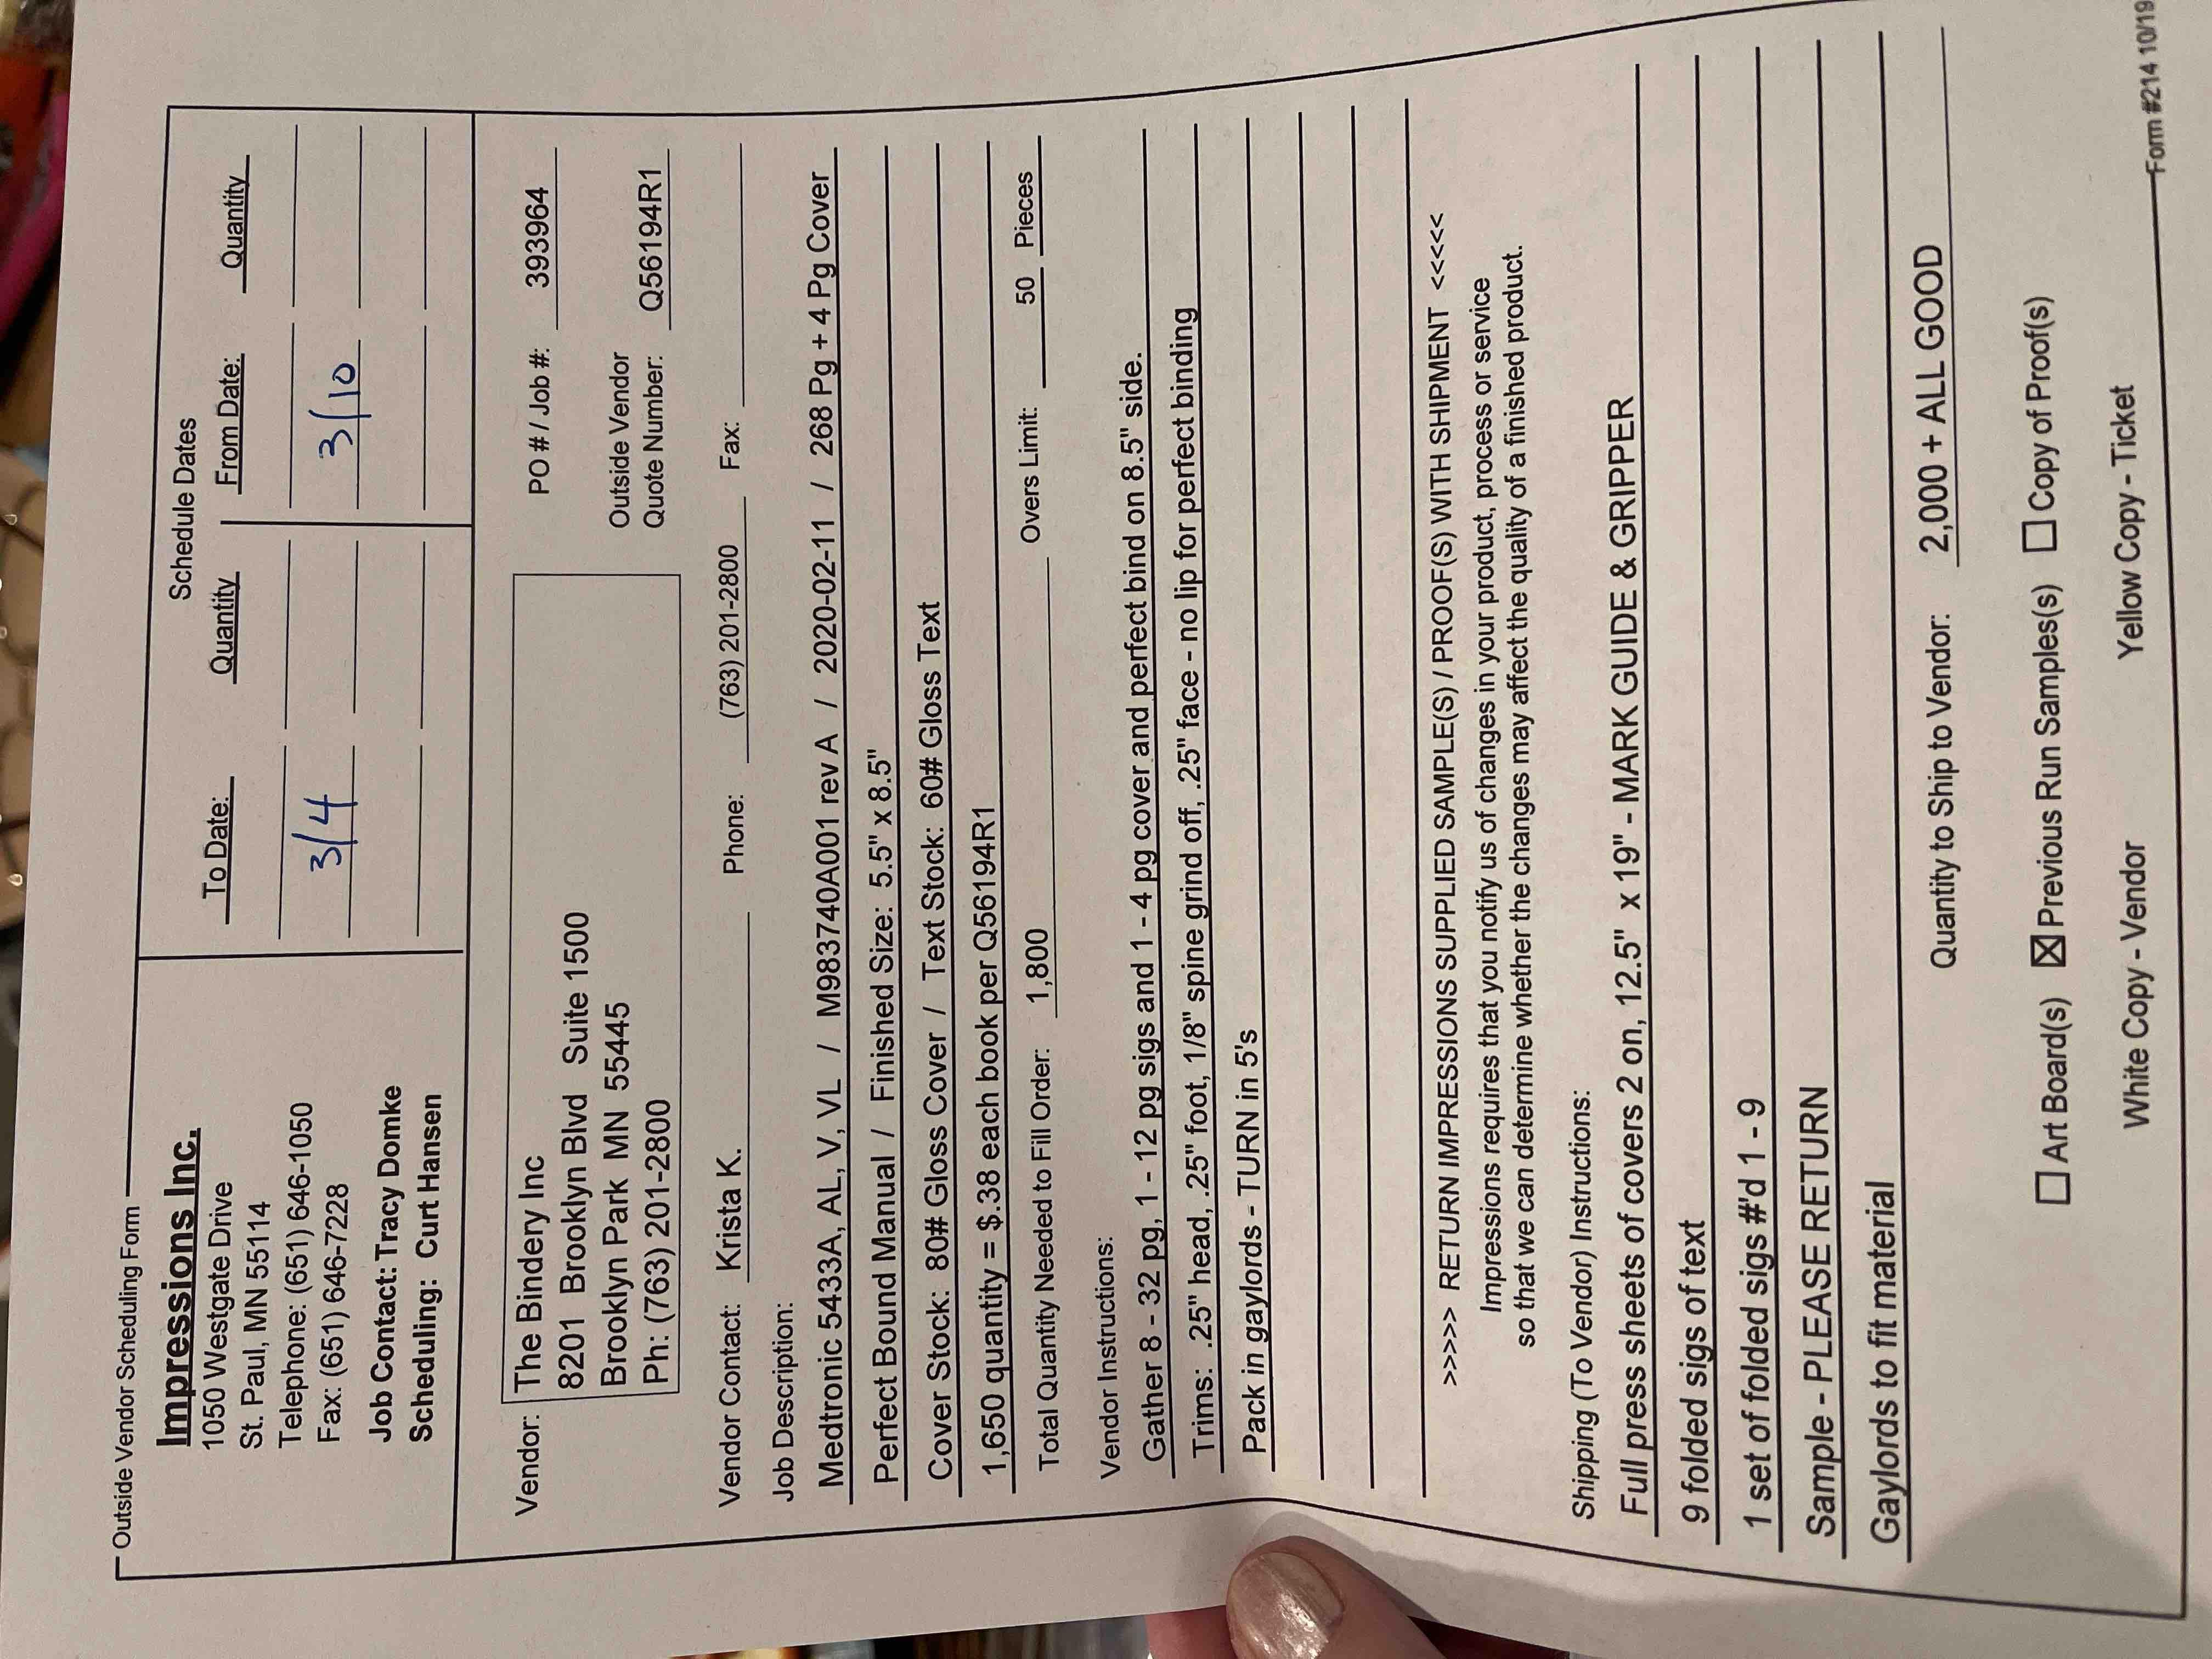 Outside Vendor Scheduling Form
Impressions Inc.
1050 Westgate Drive
St. Paul, MN 55114
Telephone: (651) 646-1050
Fax: (651) 646-7228
Job Contact: Tracy Domke
Scheduling: Curt Hansen
Schedule Dates
To Date: Quantity From Date: Quantity
3/4 3/10
Vendor: The Bindery Inc
8201 Brooklyn Blvd Suite 1500
Brooklyn Park MN 55445
Ph: (763) 201-2800
PO # / Job #: 393964
Outside Vendor
Quote Number: Q56194R1
Vendor Contact: Krista K. Phone: (763) 201-2800 Fax:
Job Description:
Medtronic 5433A, AL, V, VL / M983740A001 rev A / 2020-02-11 / 268 Pg + 4 Pg Cover
Perfect Bound Manual / Finished Size: 5.5" x 8.5"
Cover Stock: 80# Gloss Cover / Text Stock: 60# Gloss Text
1,650 quantity = $.38 each book per Q56194R1
Total Quantity Needed to Fill Order: 1,800 Overs Limit: 50 Pieces
Vendor Instructions:
Gather 8 - 32 pg, 1 - 12 pg sigs and 1 - 4 pg cover and perfect bind on 8.5" side.
Trims: .25" head, .25" foot, 1/8" spine grind off, .25" face - no lip for perfect binding
Pack in gaylords - TURN in 5's
>>>>> RETURN IMPRESSIONS SUPPLIED SAMPLE(S) / PROOF(S) WITH SHIPMENT <<<<<
Impressions requires that you notify us of changes in your product, process or service
so that we can determine whether the changes may affect the quality of a finished product.
Shipping (To Vendor) Instructions:
Full press sheets of covers 2 on, 12.5" x 19" - MARK GUIDE & GRIPPER
9 folded sigs of text
1 set of folded sigs #'d 1 - 9
Sample - PLEASE RETURN
Gaylords to fit material
Quantity to Ship to Vendor: 2,000 + ALL GOOD
☐ Art Board(s) ☒ Previous Run Samples(s) ☐ Copy of Proof(s)
White Copy - Vendor Yellow Copy - Ticket
Form #214 10/19